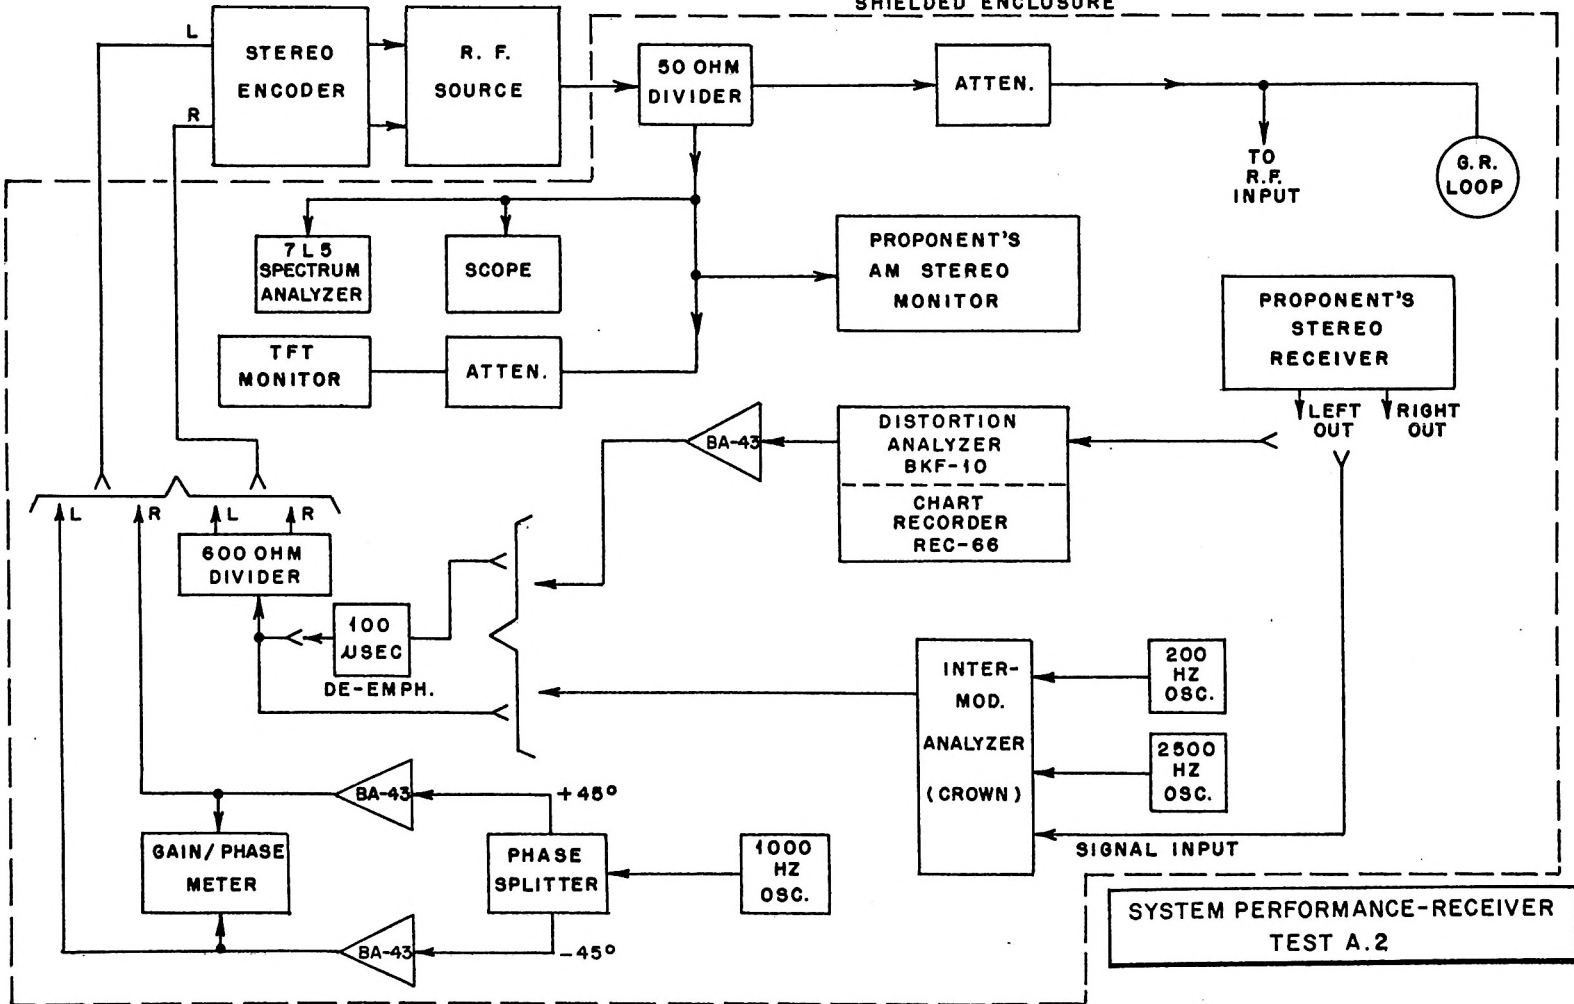 SHIELDED ENCLOSURE
L
R
STEREO
ENCODER
R. F.
SOURCE
50 OHM
DIVIDER
ATTEN.
TO
R.F.
INPUT
G.R.
LOOP
7L5
SPECTRUM
ANALYZER
SCOPE
PROPONENT'S
AM STEREO
MONITOR
PROPONENT'S
STEREO
RECEIVER
LEFT
OUT
RIGHT
OUT
TFT
MONITOR
ATTEN.
BA-43
DISTORTION
ANALYZER
BKF-10
CHART
RECORDER
REC-66
L
R
L
R
600 OHM
DIVIDER
100
µSEC
DE-EMPH.
INTER-
MOD.
ANALYZER
(CROWN)
200
HZ
OSC.
2500
HZ
OSC.
SIGNAL INPUT
BA-43
+45°
GAIN/PHASE
METER
PHASE
SPLITTER
1000
HZ
OSC.
BA-43
-45°
SYSTEM PERFORMANCE-RECEIVER
TEST A.2